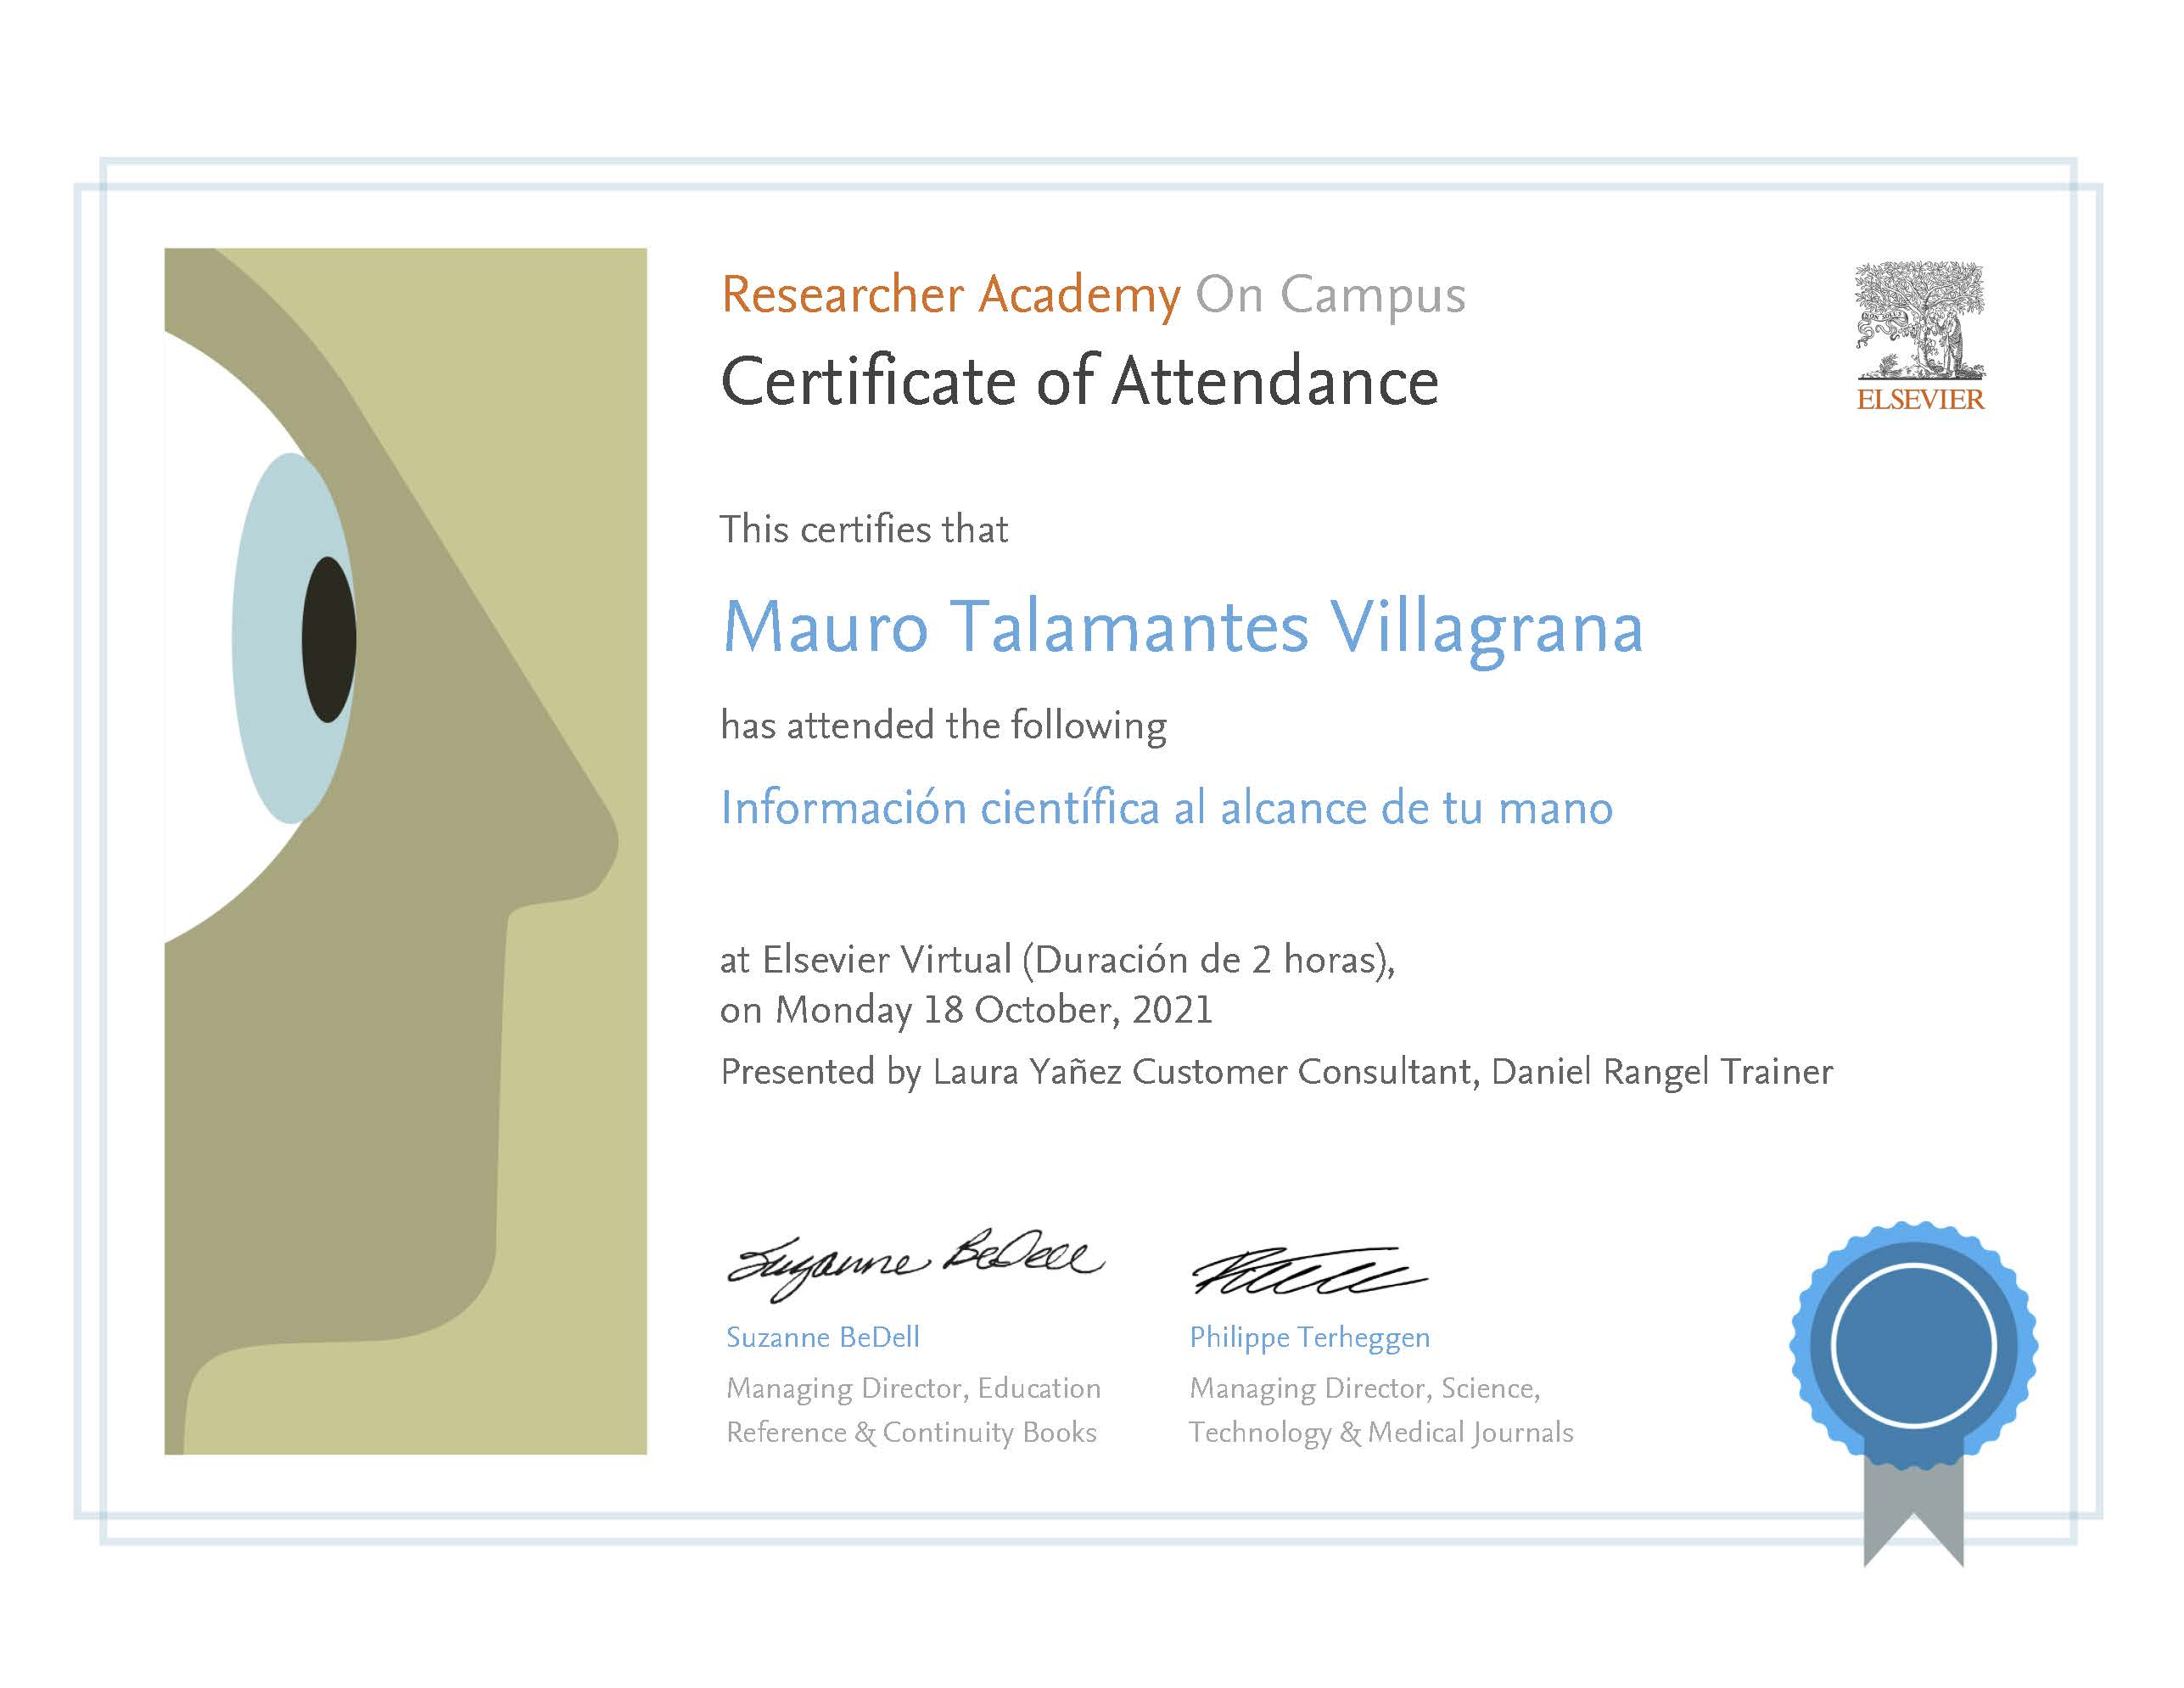 Researcher Academy On Campus
Certificate of Attendance
ELSEVIER
This certifies that
Mauro Talamantes Villagrana
has attended the following
Información científica al alcance de tu mano
at Elsevier Virtual (Duración de 2 horas),
on Monday 18 October, 2021
Presented by Laura Yañez Customer Consultant, Daniel Rangel Trainer
Suzanne BeDell
Suzanne BeDell
Managing Director, Education
Reference & Continuity Books
Philippe Terheggen
Managing Director, Science,
Technology & Medical Journals